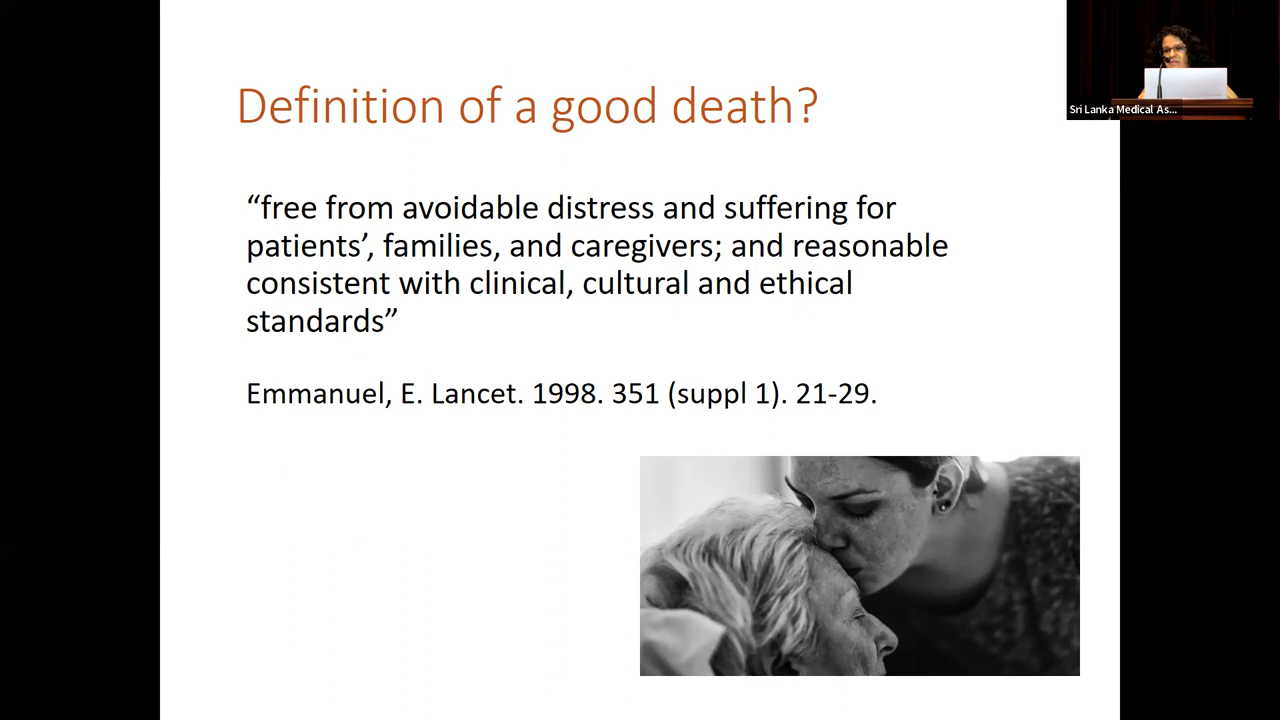 Definition of a good death?
“free from avoidable distress and suffering for
patients’, families, and caregivers; and reasonable
consistent with clinical, cultural and ethical
standards”
Emmanuel, E. Lancet. 1998. 351 (suppl 1). 21-29.
Sri Lanka Medical As...